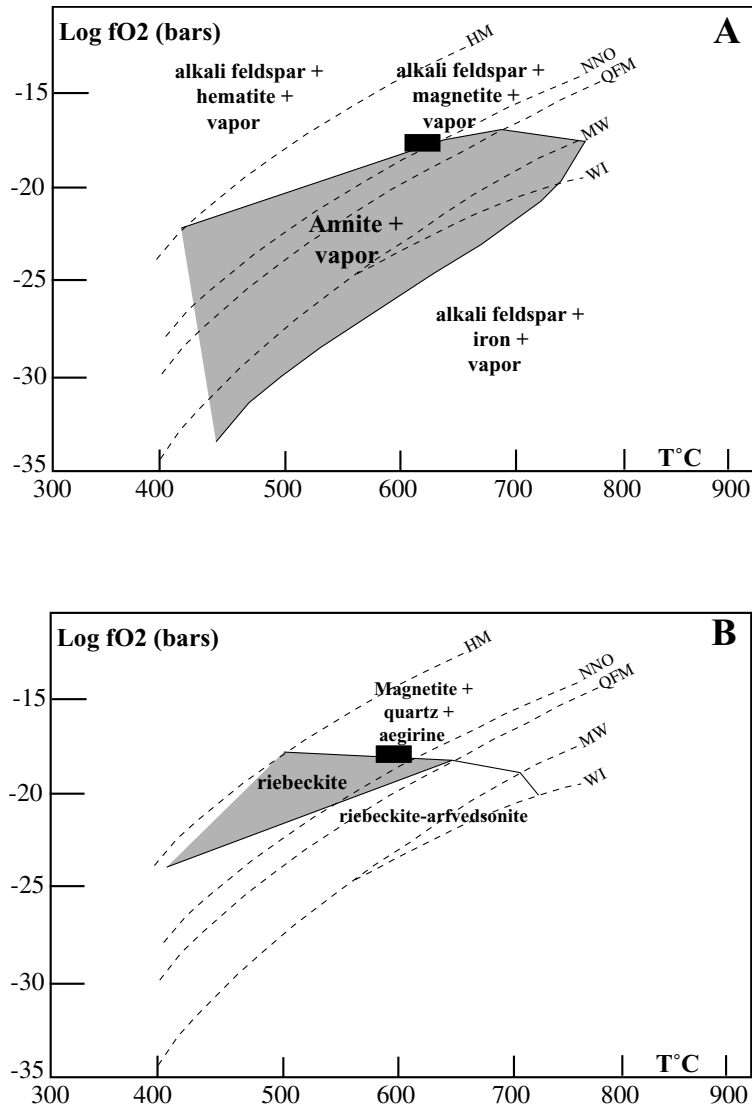 Log fO2 (bars)
A
HM
NNO
QFM
MW
WI
alkali feldspar +
hematite +
vapor
alkali feldspar +
magnetite +
vapor
Annite +
vapor
alkali feldspar +
iron +
vapor
-15
-20
-25
-30
-35
T˚C
300
400
500
600
700
800
900
Log fO2 (bars)
B
HM
NNO
QFM
MW
WI
Magnetite +
quartz +
aegirine
riebeckite
riebeckite-arfvedsonite
-15
-20
-25
-30
-35
T˚C
300
400
500
600
700
800
900